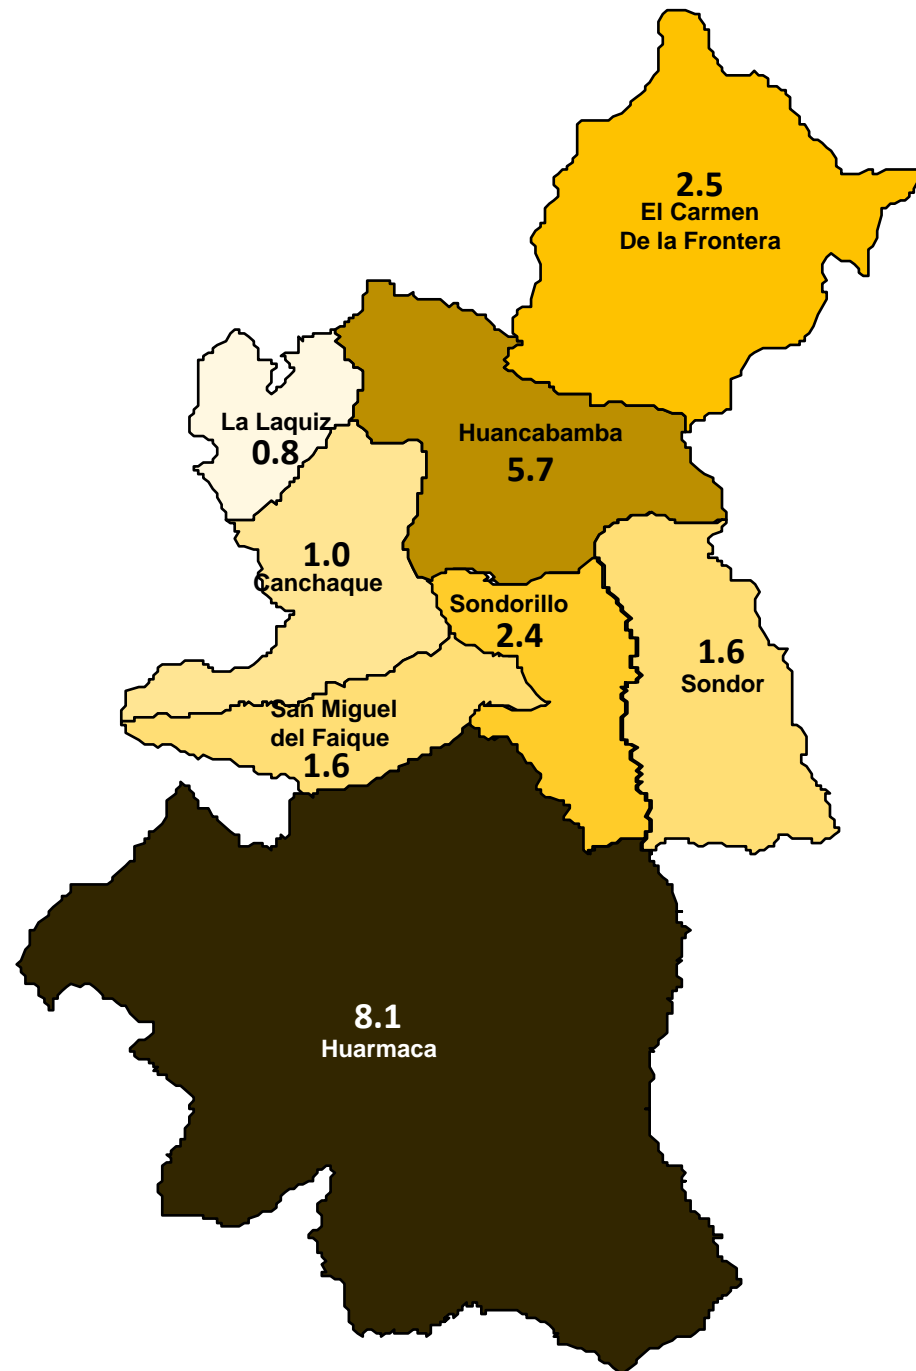 2.5
El Carmen
De la Frontera
La Laquiz
0.8
Huancabamba
5.7
1.0
Canchaque
Sondorillo
2.4
1.6
Sondor
San Miguel
del Faique
1.6
8.1
Huarmaca